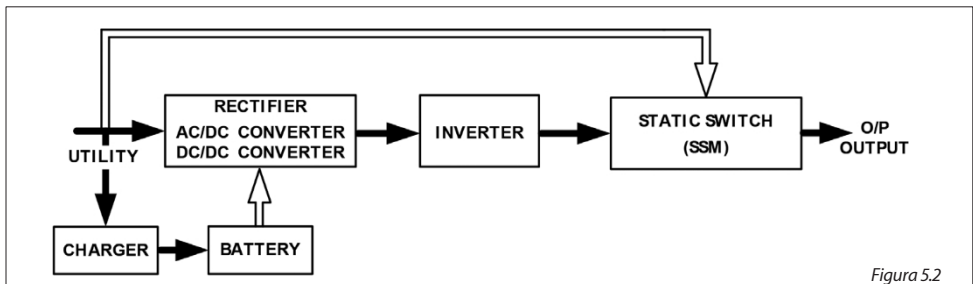 RECTIFIER
AC/DC CONVERTER
DC/DC CONVERTER
INVERTER
STATIC SWITCH
(SSM)
O/P
OUTPUT
UTILITY
CHARGER
BATTERY
Figura 5.2